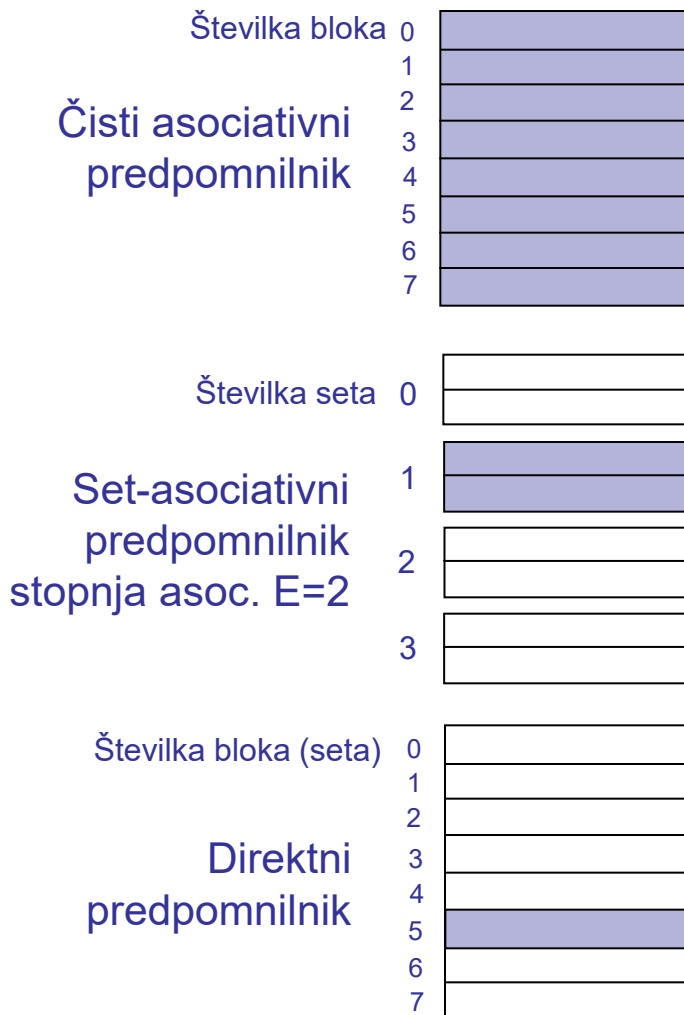 Številka bloka 0
1
2
3
4
5
6
7
Čisti asociativni
predpomnilnik
Številka seta 0
1
2
3
Set-asociativni
predpomnilnik
stopnja asoc. E=2
Številka bloka (seta) 0
1
2
3
4
5
6
7
Direktni
predpomnilnik